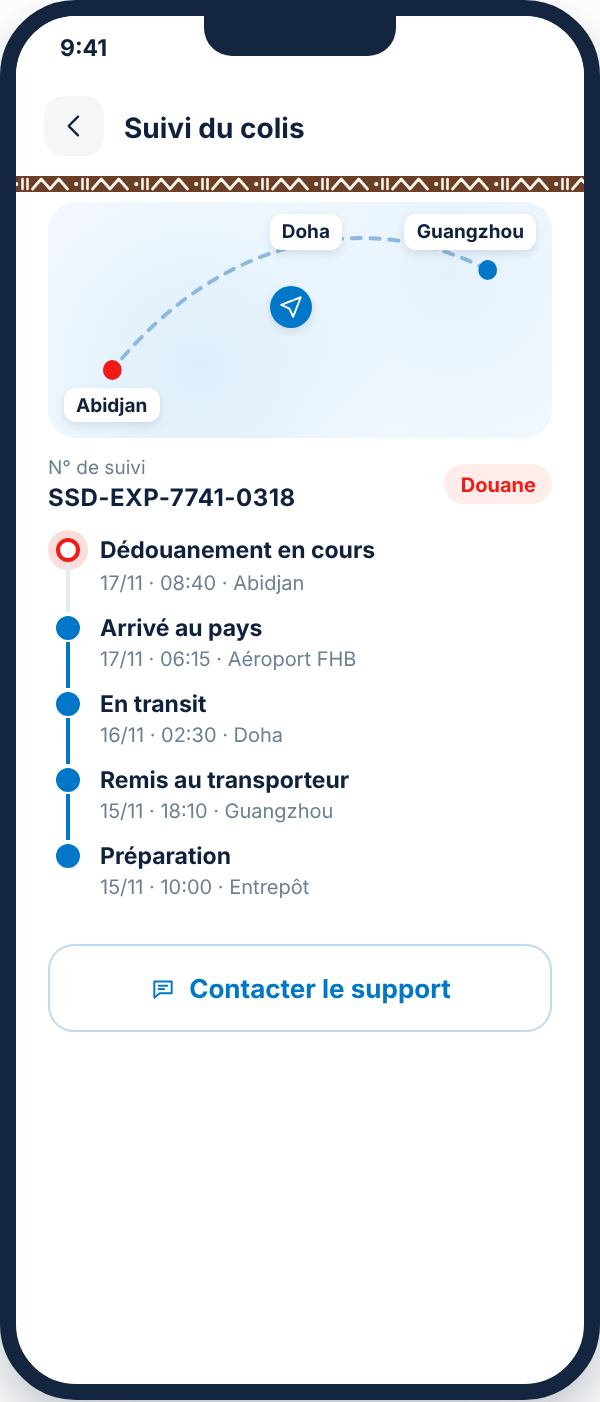 9:41
Suivi du colis
Doha
Guangzhou
Abidjan
N° de suivi
SSD-EXP-7741-0318
Douane
Dédouanement en cours
17/11 · 08:40 · Abidjan
Arrivé au pays
17/11 · 06:15 · Aéroport FHB
En transit
16/11 · 02:30 · Doha
Remis au transporteur
15/11 · 18:10 · Guangzhou
Préparation
15/11 · 10:00 · Entrepôt
Contacter le support